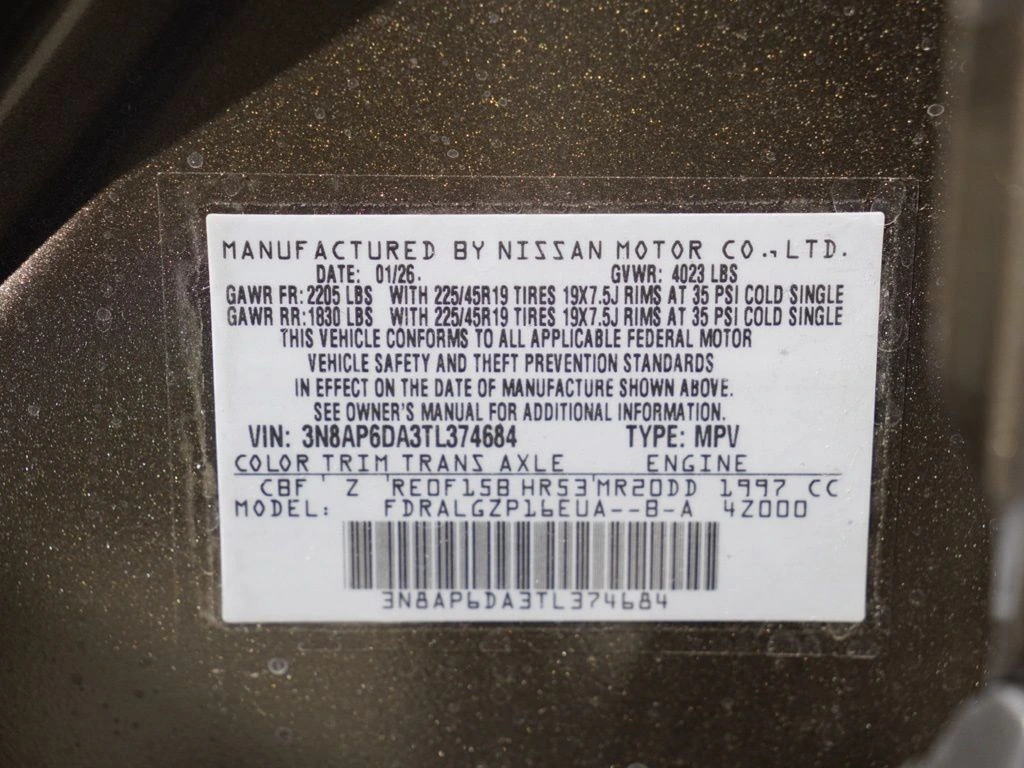 MANUFACTURED BY NISSAN MOTOR CO.,LTD.
DATE: 01/26. GVWR: 4023 LBS
GAWR FR: 2205 LBS WITH 225/45R19 TIRES 19X7.5J RIMS AT 35 PSI COLD SINGLE
GAWR RR: 1830 LBS WITH 225/45R19 TIRES 19X7.5J RIMS AT 35 PSI COLD SINGLE
THIS VEHICLE CONFORMS TO ALL APPLICABLE FEDERAL MOTOR
VEHICLE SAFETY AND THEFT PREVENTION STANDARDS
IN EFFECT ON THE DATE OF MANUFACTURE SHOWN ABOVE.
SEE OWNER'S MANUAL FOR ADDITIONAL INFORMATION.
VIN: 3N8AP6DA3TL374684 TYPE: MPV
COLOR TRIM TRANS AXLE ENGINE
CBF ' Z 'RE0F15B HR53'MR20DD 1997 CC
MODEL: FDRALGZP16EUA--B-A 4Z000
3N8AP6DA3TL374684